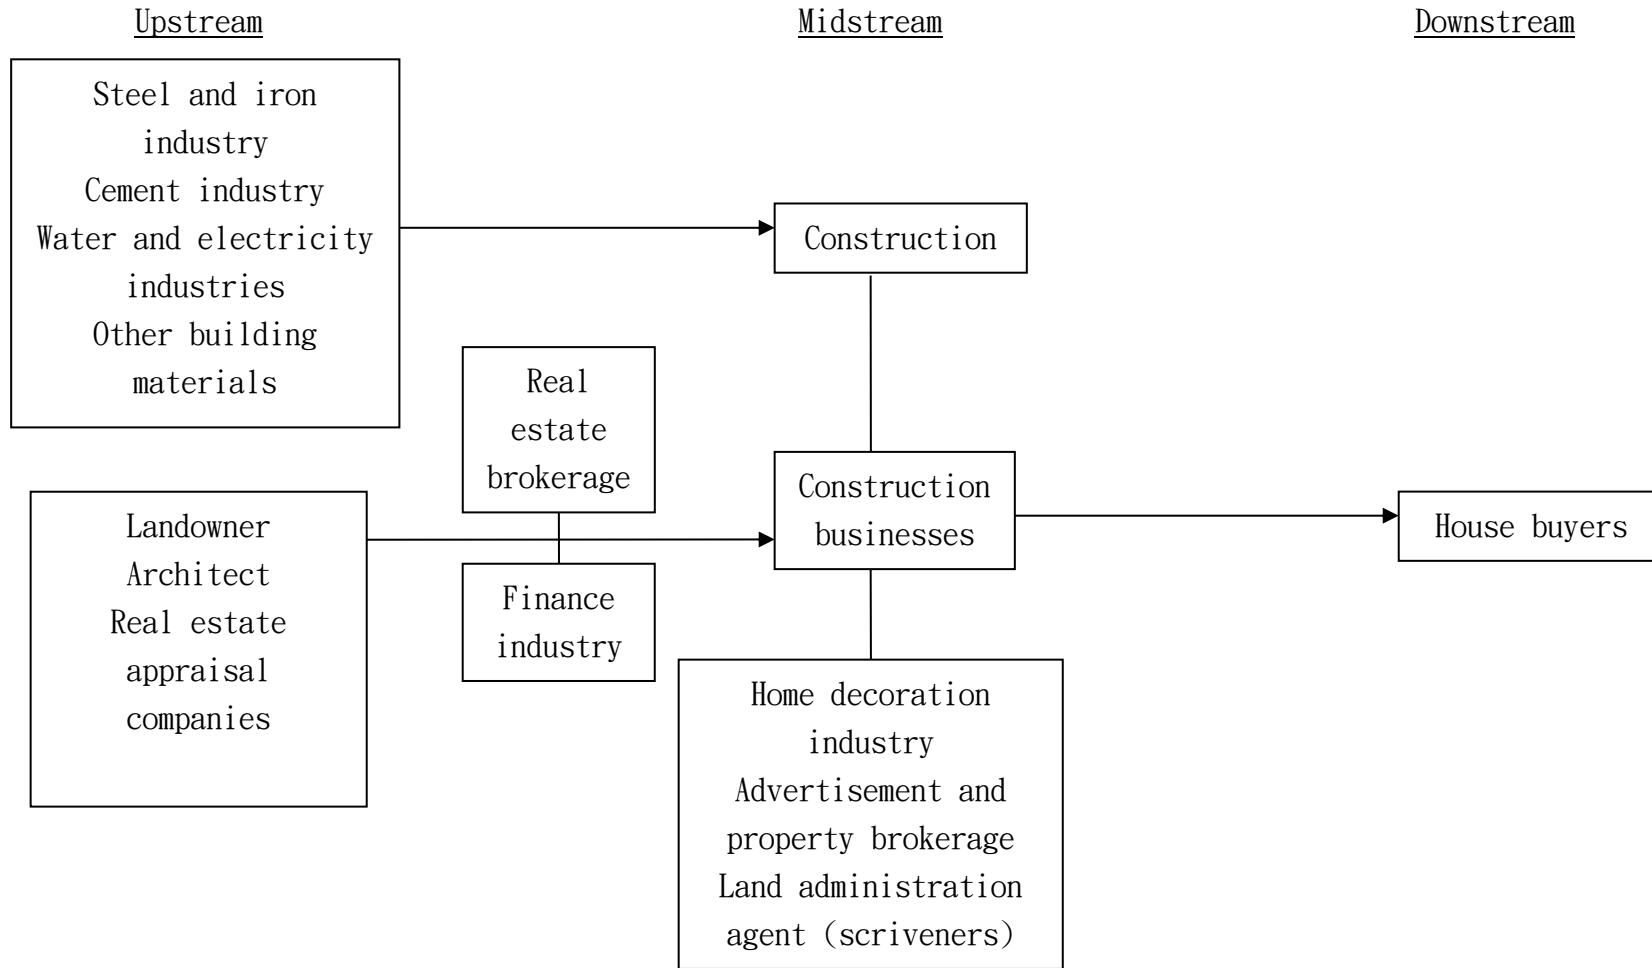 Upstream
Midstream
Downstream
Steel and iron
industry
Cement industry
Water and electricity
industries
Other building
materials
Construction
Real
estate
brokerage
Construction
businesses
House buyers
Landowner
Architect
Real estate
appraisal
companies
Finance
industry
Home decoration
industry
Advertisement and
property brokerage
Land administration
agent (scriveners)